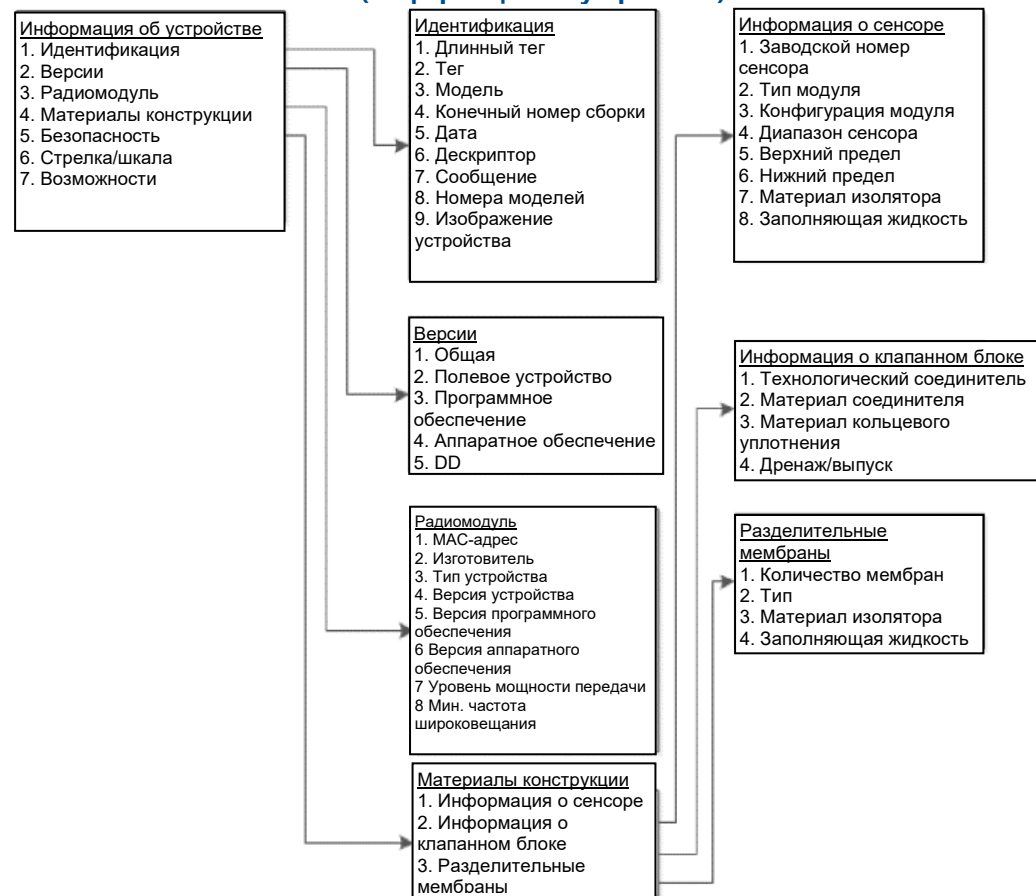 Информация об устройстве
1. Идентификация
2. Версии
3. Радиомодуль
4. Материалы конструкции
5. Безопасность
6. Стрелка/шкала
7. Возможности
Идентификация
1. Длинный тег
2. Тег
3. Модель
4. Конечный номер сборки
5. Дата
6. Дескриптор
7. Сообщение
8. Номера моделей
9. Изображение
устройства
Версии
1. Общая
2. Полевое устройство
3. Программное
обеспечение
4. Аппаратное обеспечение
5. DD
Радиомодуль
1. MAC-адрес
2. Изготовитель
3. Тип устройства
4. Версия устройства
5. Версия программного
обеспечения
6 Версия аппаратного
обеспечения
7 Уровень мощности передачи
8 Мин. частота
широковещания
Материалы конструкции
1. Информация о сенсоре
2. Информация о
клапанном блоке
3. Разделительные
мембраны
Информация о сенсоре
1. Заводской номер
сенсора
2. Тип модуля
3. Конфигурация модуля
4. Диапазон сенсора
5. Верхний предел
6. Нижний предел
7. Материал изолятора
8. Заполняющая жидкость
Информация о клапанном блоке
1. Технологический соединитель
2. Материал соединителя
3. Материал кольцевого
уплотнения
4. Дренаж/выпуск
Разделительные
мембраны
1. Количество мембран
2. Тип
3. Материал изолятора
4. Заполняющая жидкость